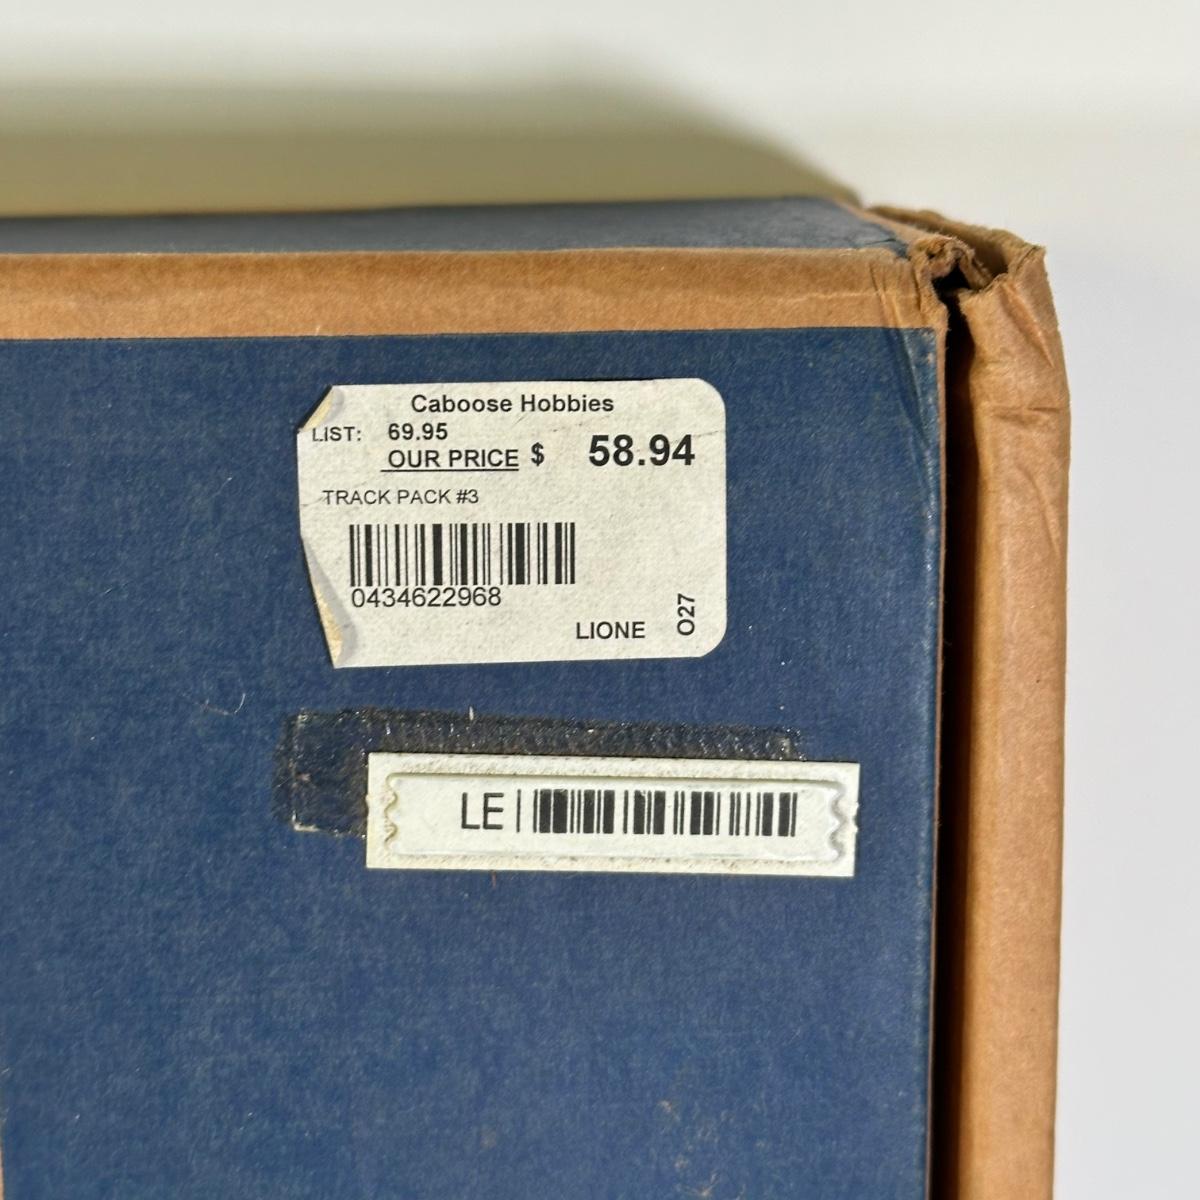 Caboose Hobbies
LIST: 69.95
OUR PRICE $ 58.94
TRACK PACK #3
0434622968
LIONE O27
LE